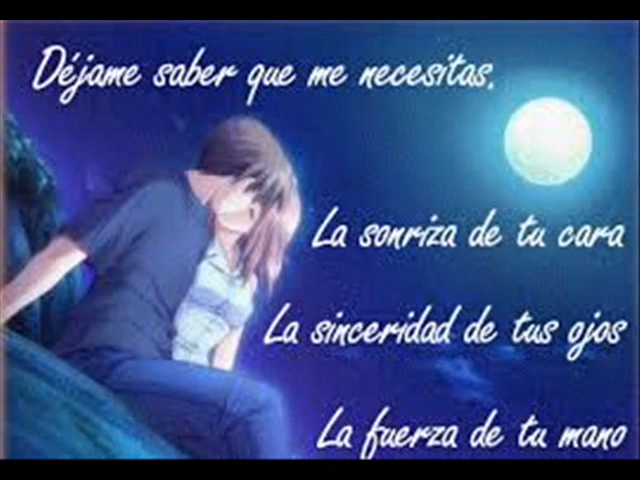 Déjame saber que me necesitas.
La sonriza de tu cara
La sinceridad de tus ojos
La fuerza de tu mano